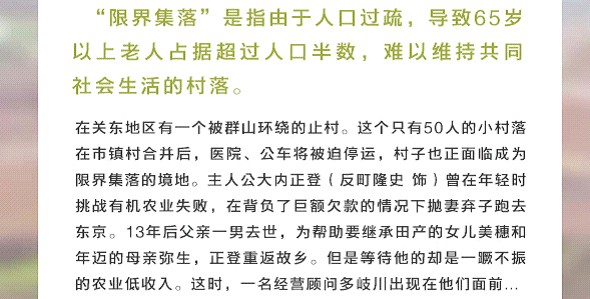 “限界集落”是指由于人口过疏，导致65岁
以上老人占据超过人口半数，难以维持共同
社会生活的村落。
在关东地区有一个被群山环绕的止村。这个只有50人的小村落
在市镇村合并后，医院、公车将被迫停运，村子也正面临成为
限界集落的境地。主人公大内正登（反町隆史 饰）曾在年轻时
挑战有机农业失败，在背负了巨额欠款的情况下抛妻弃子跑去
东京。13年后父亲一男去世，为帮助要继承田产的女儿美穗和
年迈的母亲弥生，正登重返故乡。但是等待他的却是一蹶不振
的农业低收入。这时，一名经营顾问多岐川出现在他们面前...